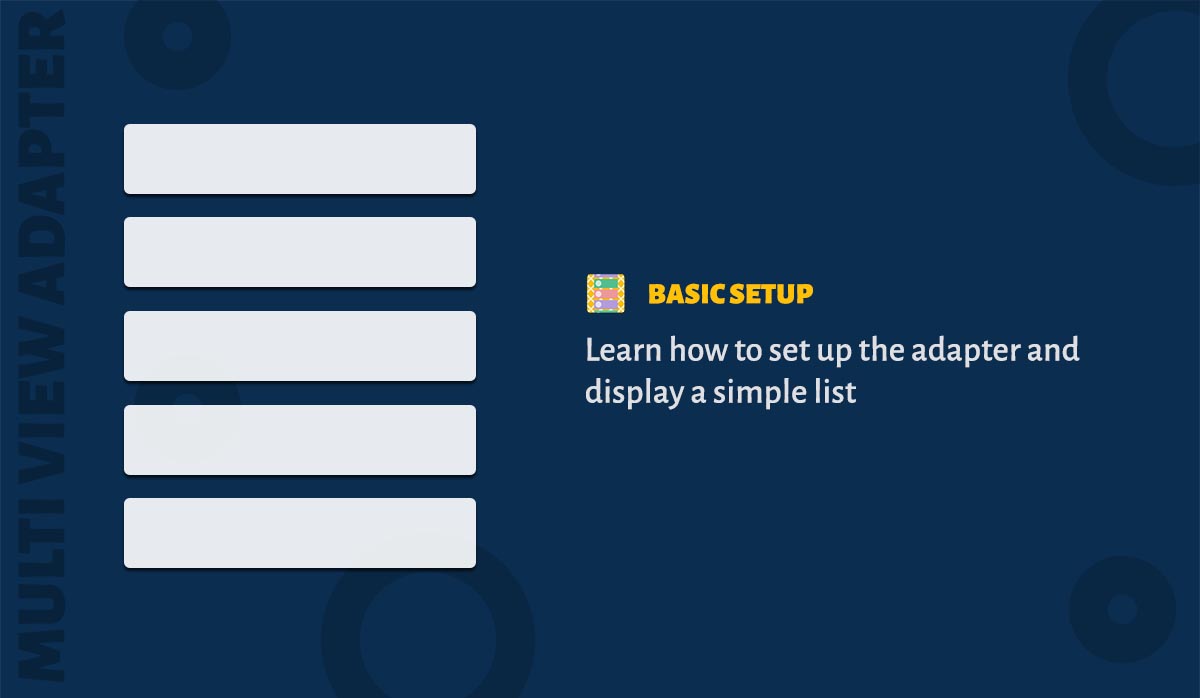 MULTI VIEW ADAPTER
BASIC SETUP
Learn how to set up the adapter and
display a simple list